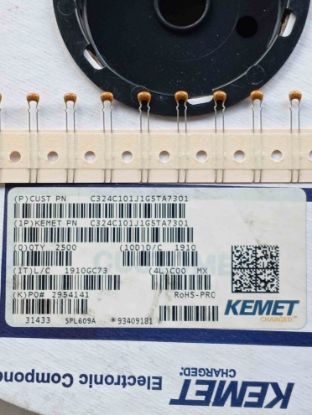 (P)CUST PN C324C101J1G5TA7301
(1P)KEMET PN C324C101J1G5TA7301
(Q)QTY 2500 (10D)D/C 1910
(1T)L/C 1910GC73 (4L)COO MX
(K)PO# 2954141 RoHS-PRC
KEMET
CHARGED.
J1433 SPL609A *93409181
Electronic Compone
KEMET
CHARGED.